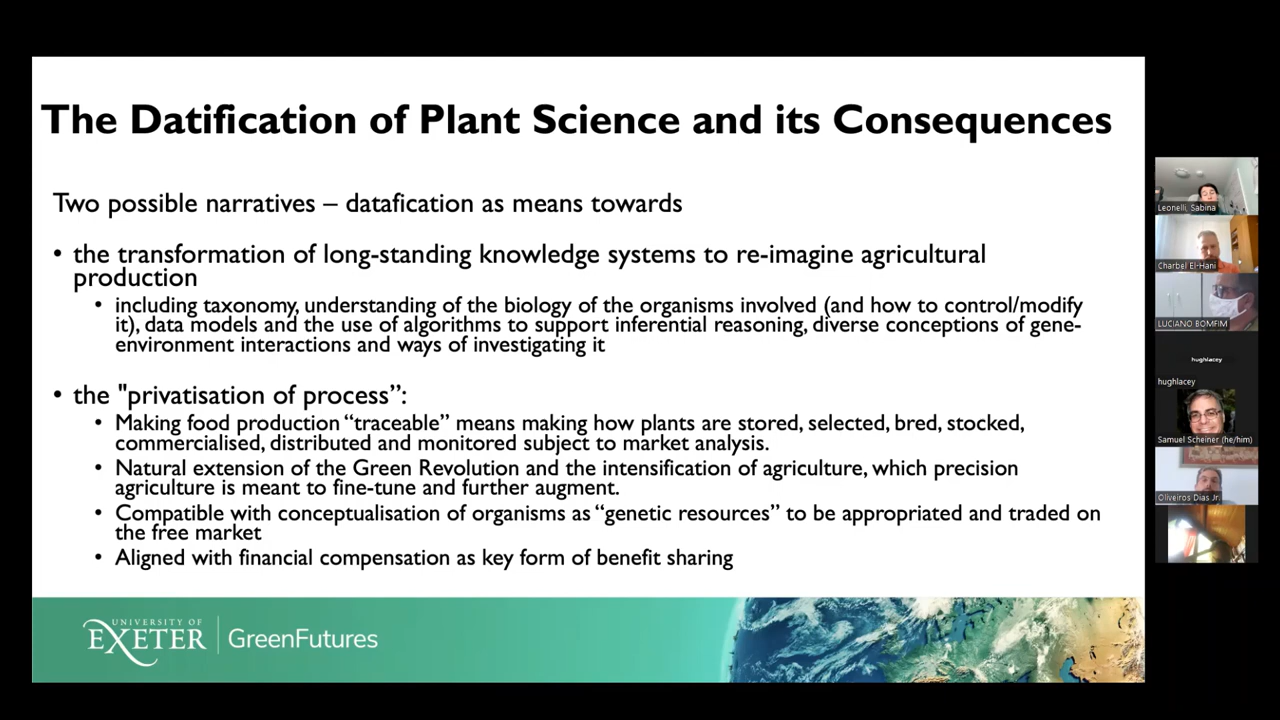 The Datification of Plant Science and its Consequences
Two possible narratives – datafication as means towards
• the transformation of long-standing knowledge systems to re-imagine agricultural
production
• including taxonomy, understanding of the biology of the organisms involved (and how to control/modify
it), data models and the use of algorithms to support inferential reasoning, diverse conceptions of gene-
environment interactions and ways of investigating it
• the "privatisation of process”:
• Making food production “traceable” means making how plants are stored, selected, bred, stocked,
commercialised, distributed and monitored subject to market analysis.
• Natural extension of the Green Revolution and the intensification of agriculture, which precision
agriculture is meant to fine-tune and further augment.
• Compatible with conceptualisation of organisms as “genetic resources” to be appropriated and traded on
the free market
• Aligned with financial compensation as key form of benefit sharing
UNIVERSITY OF
EXETER
GreenFutures
Leonelli, Sabina
Charbel El-Hani
LUCIANO BOMFIM
hughlacey
hughlacey
Samuel Scheiner (he/him)
Oliveiros Dias Jr.